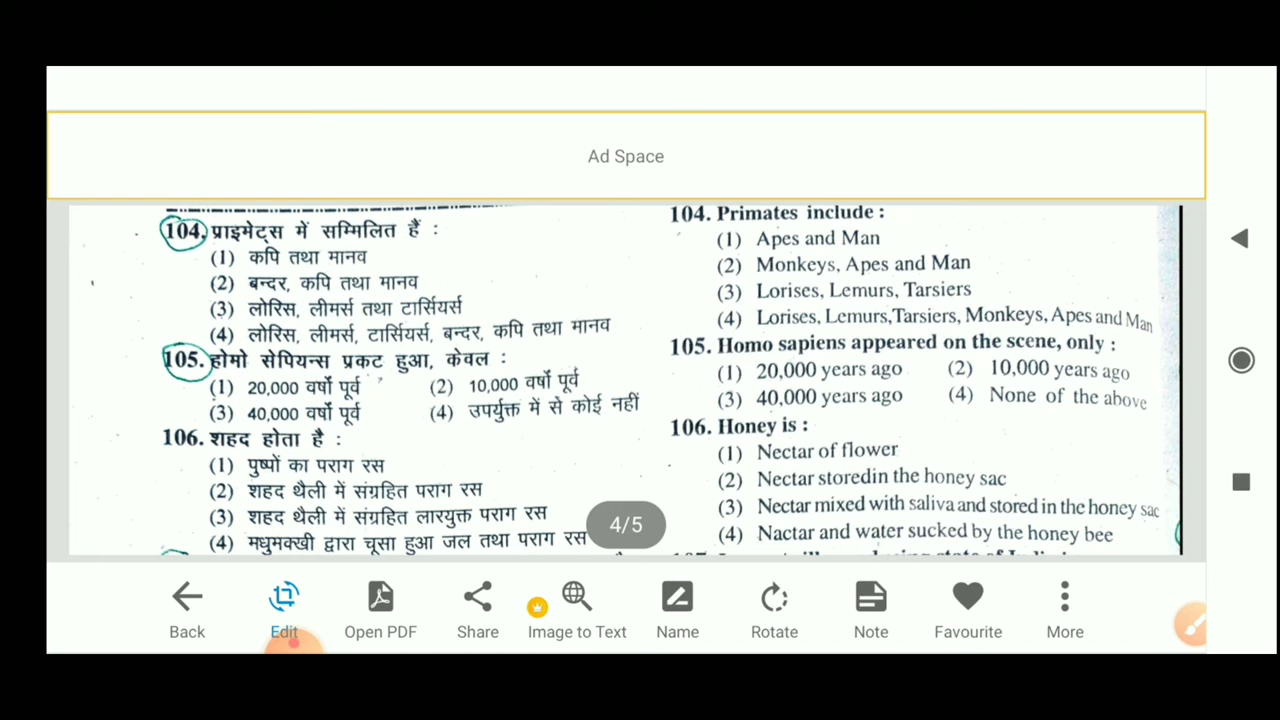 Ad Space
104. प्राइमेट्स में सम्मिलित हैं :
(1) कपि तथा मानव
(2) बन्दर, कपि तथा मानव
(3) लोरिस, लीमर्स तथा टार्सियर्स
(4) लोरिस, लीमर्स, टार्सियर्स, बन्दर, कपि तथा मानव
105. होमो सेपियन्स प्रकट हुआ, केवल :
(1) 20,000 वर्षों पूर्व (2) 10,000 वर्षों पूर्व
(3) 40,000 वर्षों पूर्व (4) उपर्युक्त में से कोई नहीं
106. शहद होता है :
(1) पुष्पों का पराग रस
(2) शहद थैली में संग्रहित पराग रस
(3) शहद थैली में संग्रहित लारयुक्त पराग रस
(4) मधुमक्खी द्वारा चूसा हुआ जल तथा पराग रस
104. Primates include :
(1) Apes and Man
(2) Monkeys, Apes and Man
(3) Lorises, Lemurs, Tarsiers
(4) Lorises, Lemurs,Tarsiers, Monkeys, Apes and Man
105. Homo sapiens appeared on the scene, only :
(1) 20,000 years ago (2) 10,000 years ago
(3) 40,000 years ago (4) None of the above
106. Honey is :
(1) Nectar of flower
(2) Nectar storedin the honey sac
(3) Nectar mixed with saliva and stored in the honey sac
(4) Nactar and water sucked by the honey bee
4/5
Back Edit Open PDF Share Image to Text Name Rotate Note Favourite More